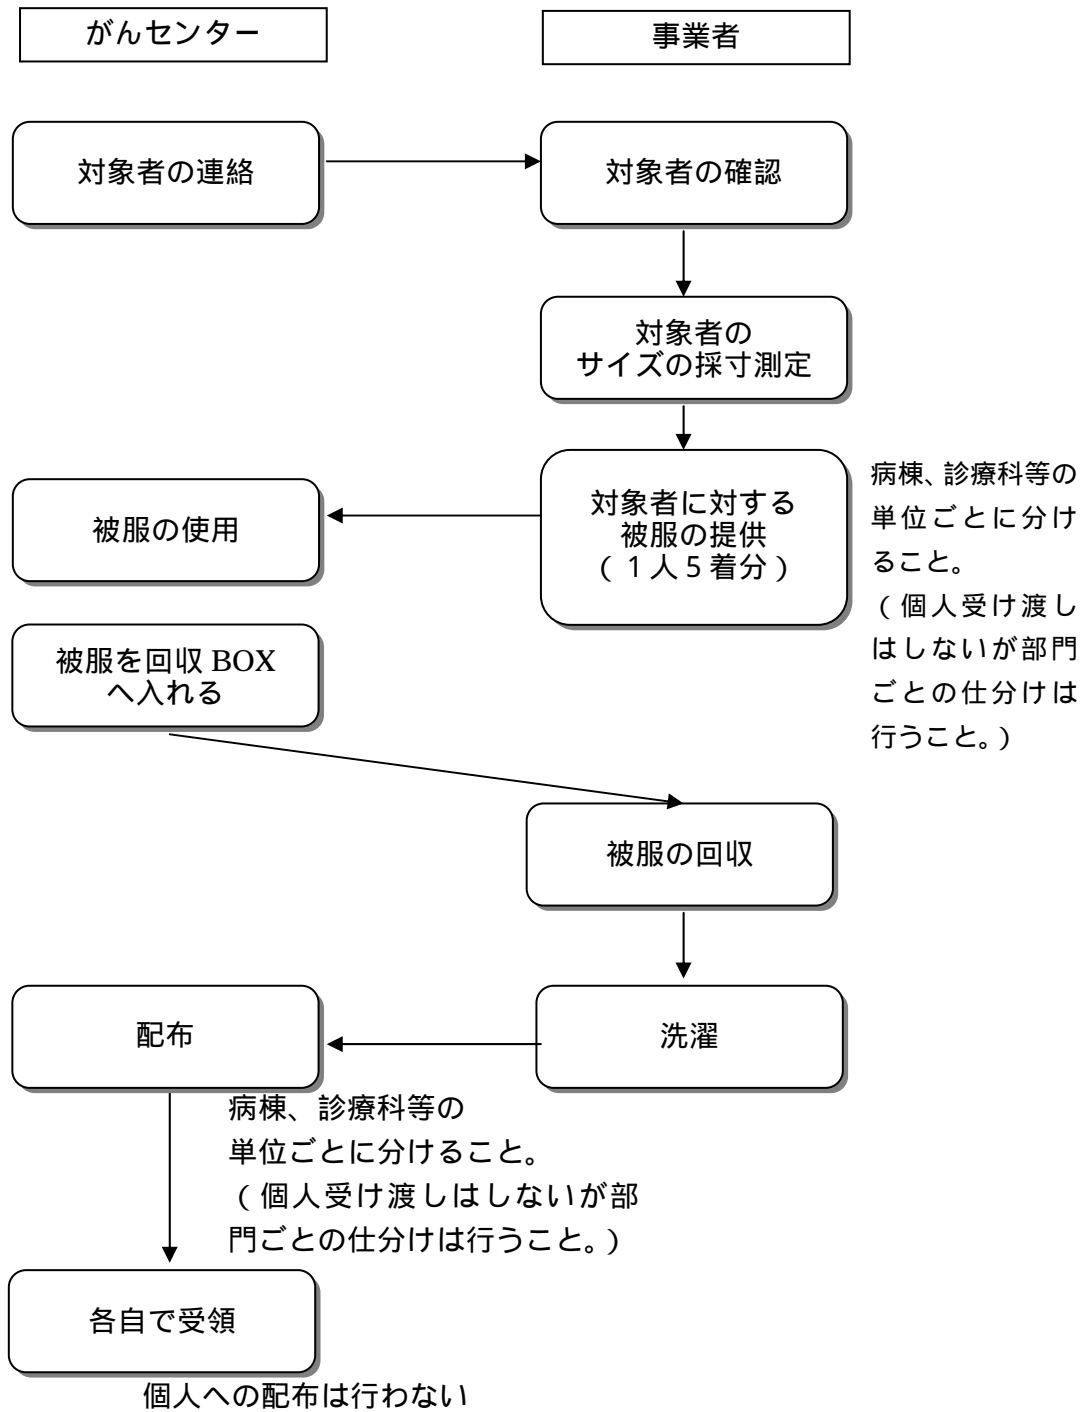 がんセンター
事業者
対象者の連絡
対象者の確認
対象者の
サイズの採寸測定
被服の使用
対象者に対する
被服の提供
(1人5着分)
病棟、診療科等の
単位ごとに分け
ること。
(個人受け渡し
はしないが部門
ごとの仕分けは
行うこと。)
被服を回収 BOX
へ入れる
被服の回収
配布
洗濯
病棟、診療科等の
単位ごとに分けること。
(個人受け渡しはしないが部
門ごとの仕分けは行うこと。)
各自で受領
個人への配布は行わない